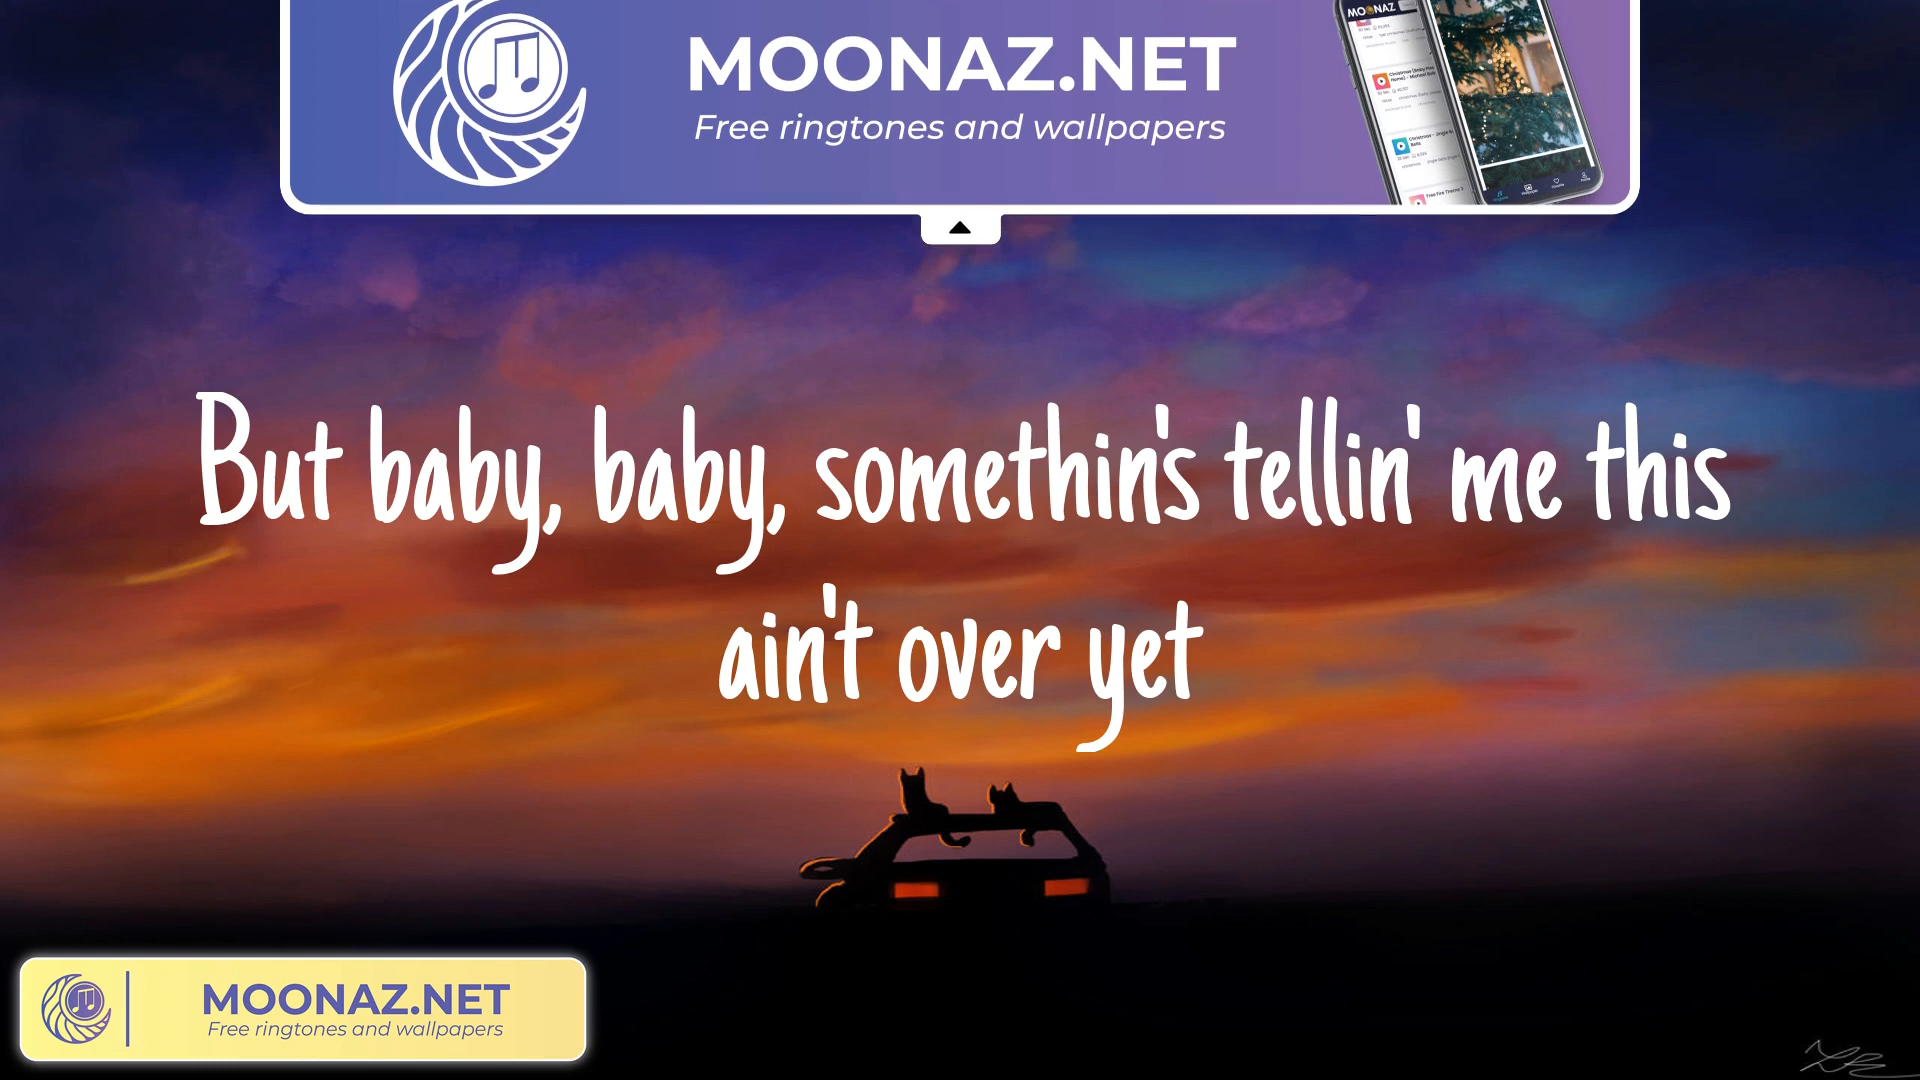 MOONAZ.NET
Free ringtones and wallpapers
MOONAZ
But baby, baby, somethin's tellin' me this
ain't over yet
MOONAZ.NET
Free ringtones and wallpapers